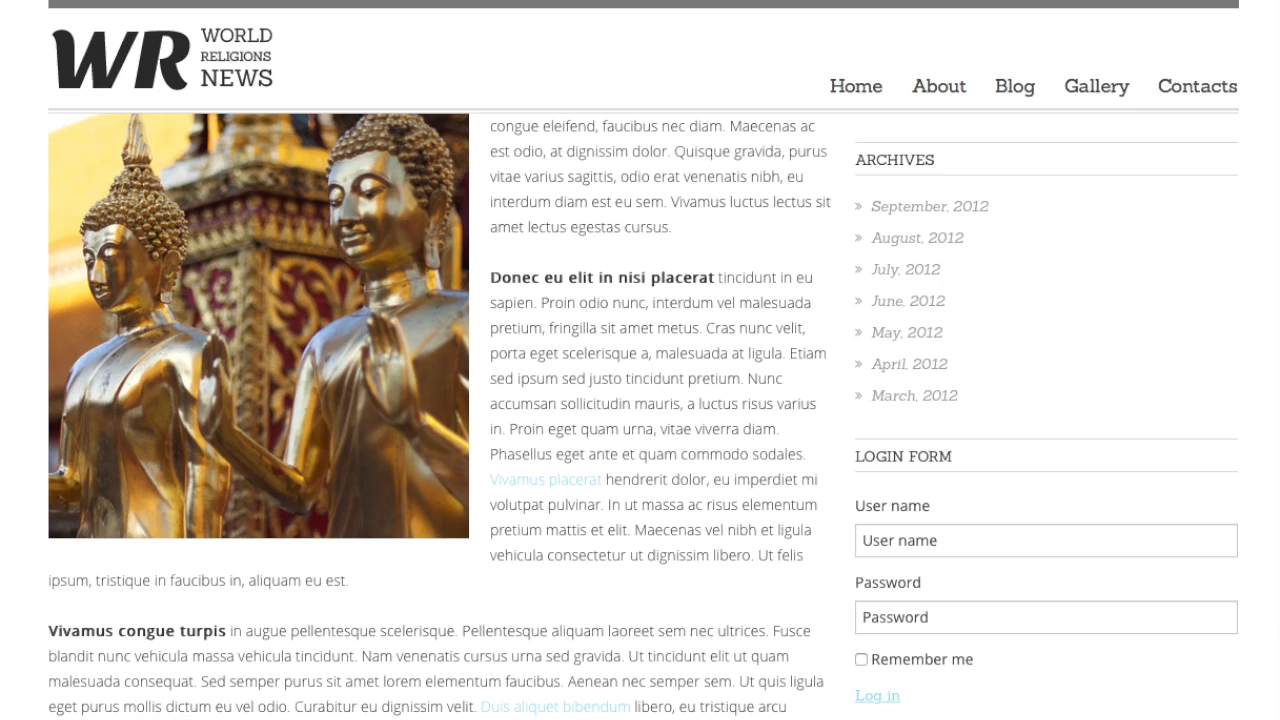 WR WORLD
RELIGIONS
NEWS
Home About Blog Gallery Contacts
congue eleifend, faucibus nec diam. Maecenas ac
est odio, at dignissim dolor. Quisque gravida, purus
vitae varius sagittis, odio erat venenatis nibh, eu
interdum diam est eu sem. Vivamus luctus lectus sit
amet lectus egestas cursus.
Donec eu elit in nisi placerat tincidunt in eu
sapien. Proin odio nunc, interdum vel malesuada
pretium, fringilla sit amet metus. Cras nunc velit,
porta eget scelerisque a, malesuada at ligula. Etiam
sed ipsum sed justo tincidunt pretium. Nunc
accumsan sollicitudin mauris, a luctus risus varius
in. Proin eget quam urna, vitae viverra diam.
Phasellus eget ante et quam commodo sodales.
Vivamus placerat hendrerit dolor, eu imperdiet mi
volutpat pulvinar. In ut massa ac risus elementum
pretium mattis et elit. Maecenas vel nibh et ligula
vehicula consectetur ut dignissim libero. Ut felis
ipsum, tristique in faucibus in, aliquam eu est.
Vivamus congue turpis in augue pellentesque scelerisque. Pellentesque aliquam laoreet sem nec ultrices. Fusce
blandit nunc vehicula massa vehicula tincidunt. Nam venenatis cursus urna sed gravida. Ut tincidunt elit ut quam
malesuada consequat. Sed semper purus sit amet lorem elementum faucibus. Aenean nec semper sem. Ut quis ligula
eget purus mollis dictum eu vel odio. Curabitur eu dignissim velit. Duis aliquet bibendum libero, eu tristique arcu
ARCHIVES
» September, 2012
» August, 2012
» July, 2012
» June, 2012
» May, 2012
» April, 2012
» March, 2012
LOGIN FORM
User name
User name
Password
Password
Remember me
Log in